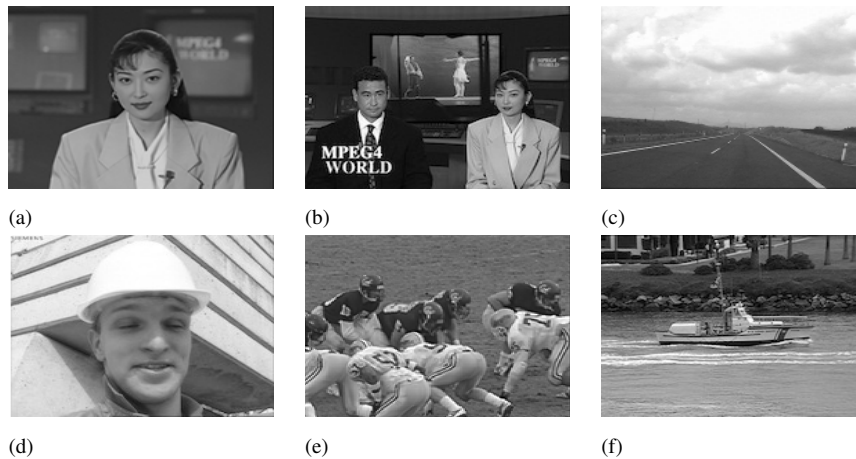 MPEG4
WORLD
MPEG4
WORLD
MPEG4
WORLD
(a)
(b)
(c)
SIEMENS
(d)
(e)
(f)